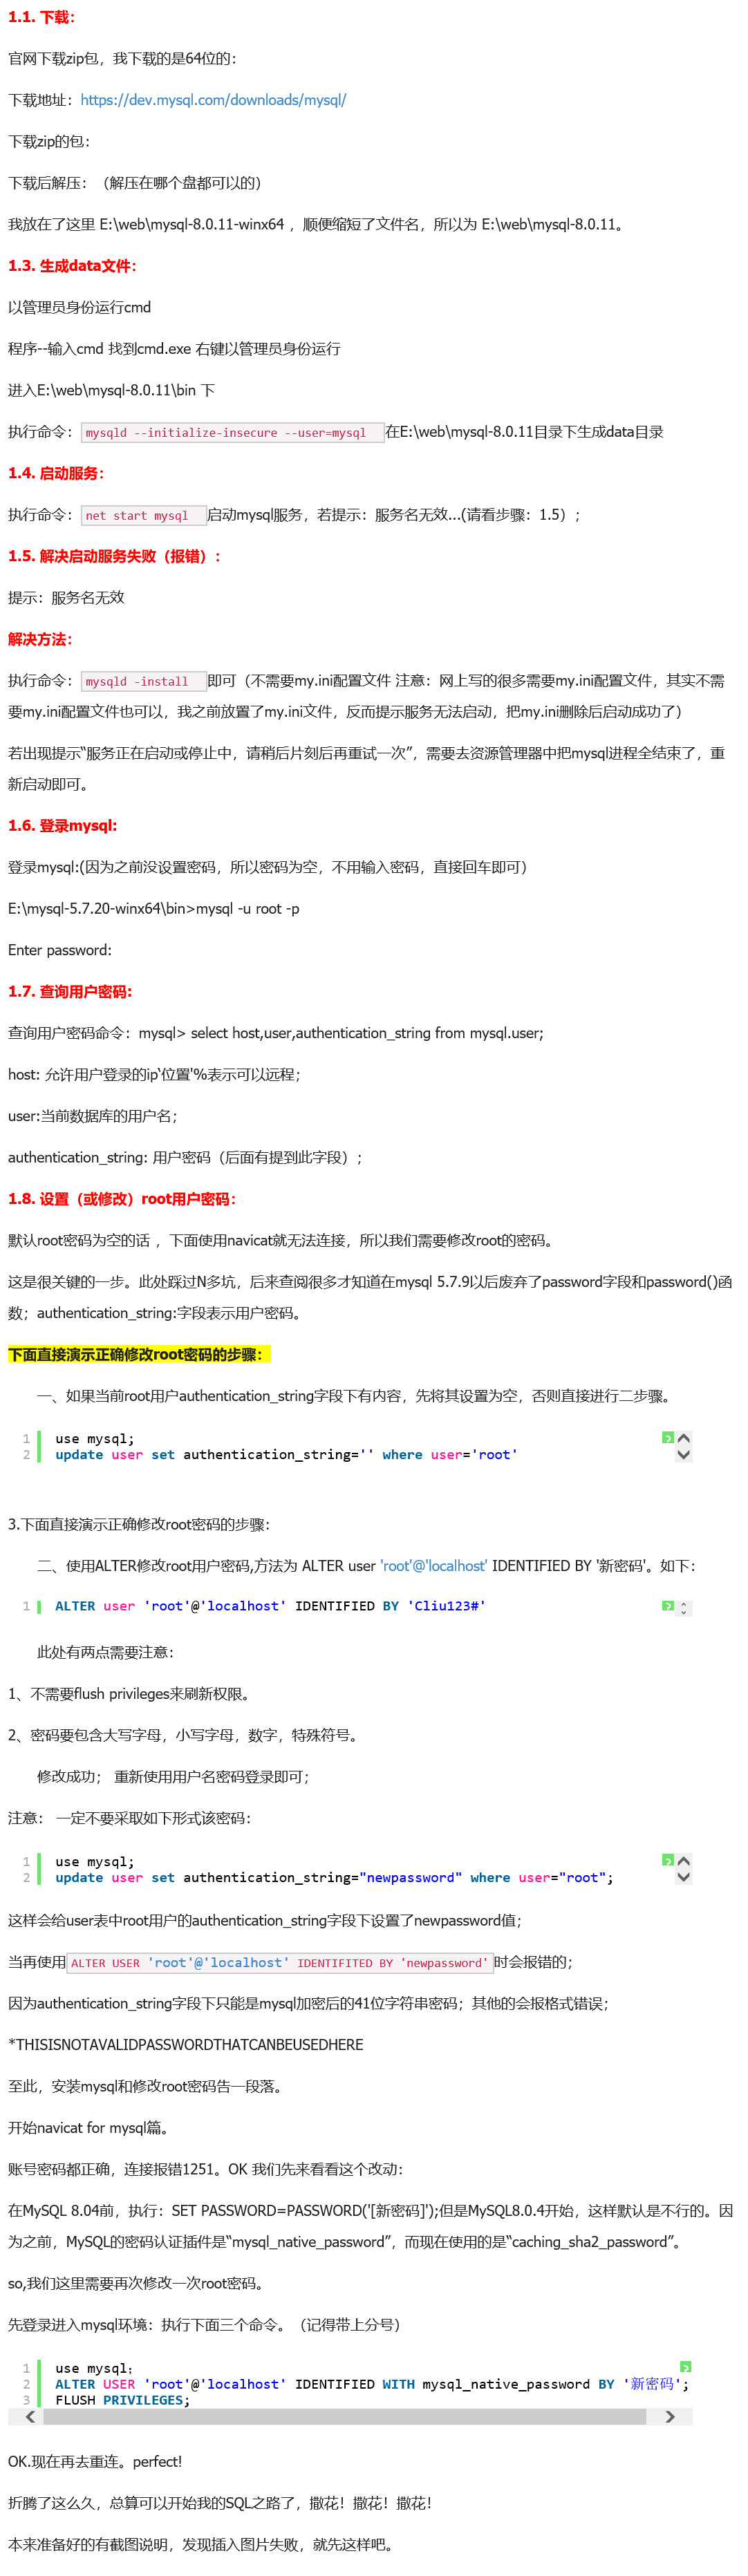 1.1. 下载：
官网下载zip包，我下载的是64位的：
下载地址：https://dev.mysql.com/downloads/mysql/
下载zip的包：
下载后解压：（解压在哪个盘都可以的）
我放在了这里 E:\web\mysql-8.0.11-winx64 ，顺便缩短了文件名，所以为 E:\web\mysql-8.0.11。
1.3. 生成data文件：
以管理员身份运行cmd
程序--输入cmd 找到cmd.exe 右键以管理员身份运行
进入E:\web\mysql-8.0.11\bin 下
执行命令：mysqld --initialize-insecure --user=mysql 在E:\web\mysql-8.0.11目录下生成data目录
1.4. 启动服务：
执行命令：net start mysql 启动mysql服务，若提示：服务名无效...(请看步骤：1.5）；
1.5. 解决启动服务失败（报错）：
提示：服务名无效
解决方法：
执行命令：mysqld -install 即可（不需要my.ini配置文件 注意：网上写的很多需要my.ini配置文件，其实不需
要my.ini配置文件也可以，我之前放置了my.ini文件，反而提示服务无法启动，把my.ini删除后启动成功了）
若出现提示“服务正在启动或停止中，请稍后片刻后再重试一次”，需要去资源管理器中把mysql进程全结束了，重
新启动即可。
1.6. 登录mysql:
登录mysql:(因为之前没设置密码，所以密码为空，不用输入密码，直接回车即可）
E:\mysql-5.7.20-winx64\bin>mysql -u root -p
Enter password:
1.7. 查询用户密码:
查询用户密码命令：mysql> select host,user,authentication_string from mysql.user;
host: 允许用户登录的ip‘位置'%表示可以远程；
user:当前数据库的用户名；
authentication_string: 用户密码（后面有提到此字段）；
1.8. 设置（或修改）root用户密码：
默认root密码为空的话 ，下面使用navicat就无法连接，所以我们需要修改root的密码。
这是很关键的一步。此处踩过N多坑，后来查阅很多才知道在mysql 5.7.9以后废弃了password字段和password()函
数；authentication_string:字段表示用户密码。
下面直接演示正确修改root密码的步骤：
一、如果当前root用户authentication_string字段下有内容，先将其设置为空，否则直接进行二步骤。
1 use mysql;
2 update user set authentication_string='' where user='root'
3.下面直接演示正确修改root密码的步骤：
二、使用ALTER修改root用户密码,方法为 ALTER user 'root'@'localhost' IDENTIFIED BY '新密码'。如下：
1 ALTER user 'root'@'localhost' IDENTIFIED BY 'Cliu123#'
此处有两点需要注意：
1、不需要flush privileges来刷新权限。
2、密码要包含大写字母，小写字母，数字，特殊符号。
修改成功； 重新使用用户名密码登录即可；
注意： 一定不要采取如下形式该密码：
1 use mysql;
2 update user set authentication_string="newpassword" where user="root";
这样会给user表中root用户的authentication_string字段下设置了newpassword值；
当再使用ALTER USER 'root'@'localhost' IDENTIFITED BY 'newpassword'时会报错的；
因为authentication_string字段下只能是mysql加密后的41位字符串密码；其他的会报格式错误；
*THISISNOTAVALIDPASSWORDTHATCANBEUSEDHERE
至此，安装mysql和修改root密码告一段落。
开始navicat for mysql篇。
账号密码都正确，连接报错1251。OK 我们先来看看这个改动：
在MySQL 8.04前，执行：SET PASSWORD=PASSWORD('[新密码]');但是MySQL8.0.4开始，这样默认是不行的。因
为之前，MySQL的密码认证插件是“mysql_native_password”，而现在使用的是“caching_sha2_password”。
so,我们这里需要再次修改一次root密码。
先登录进入mysql环境：执行下面三个命令。（记得带上分号）
1 use mysql；
2 ALTER USER 'root'@'localhost' IDENTIFIED WITH mysql_native_password BY '新密码';
3 FLUSH PRIVILEGES;
OK.现在再去重连。perfect!
折腾了这么久，总算可以开始我的SQL之路了，撒花！撒花！撒花！
本来准备好的有截图说明，发现插入图片失败，就先这样吧。